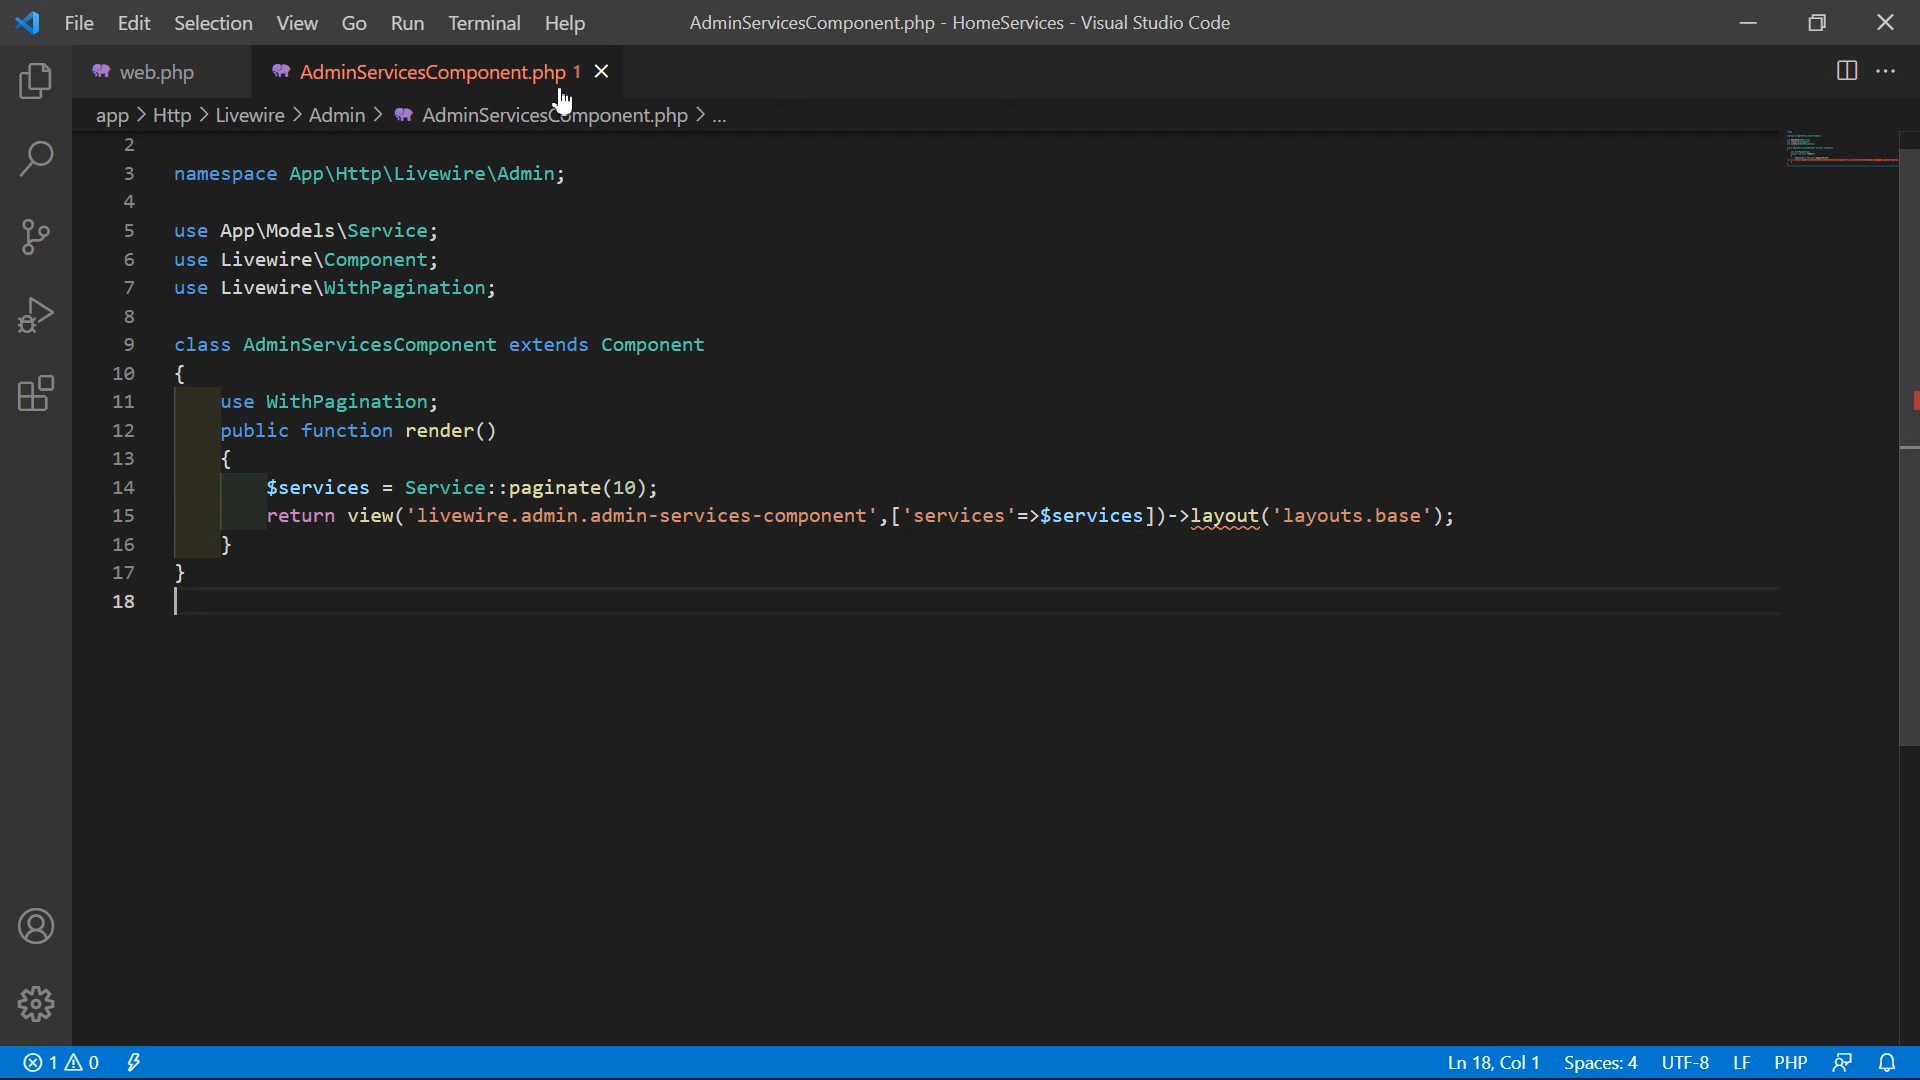 File Edit Selection View Go Run Terminal Help AdminServicesComponent.php - HomeServices - Visual Studio Code
web.php AdminServicesComponent.php 1
app > Http > Livewire > Admin > AdminServicesComponent.php > ...
2
3 namespace App\Http\Livewire\Admin;
4
5 use App\Models\Service;
6 use Livewire\Component;
7 use Livewire\WithPagination;
8
9 class AdminServicesComponent extends Component
10 {
11 use WithPagination;
12 public function render()
13 {
14 $services = Service::paginate(10);
15 return view('livewire.admin.admin-services-component',['services'=>$services])->layout('layouts.base');
16 }
17 }
18
1 0 Ln 18, Col 1 Spaces: 4 UTF-8 LF PHP